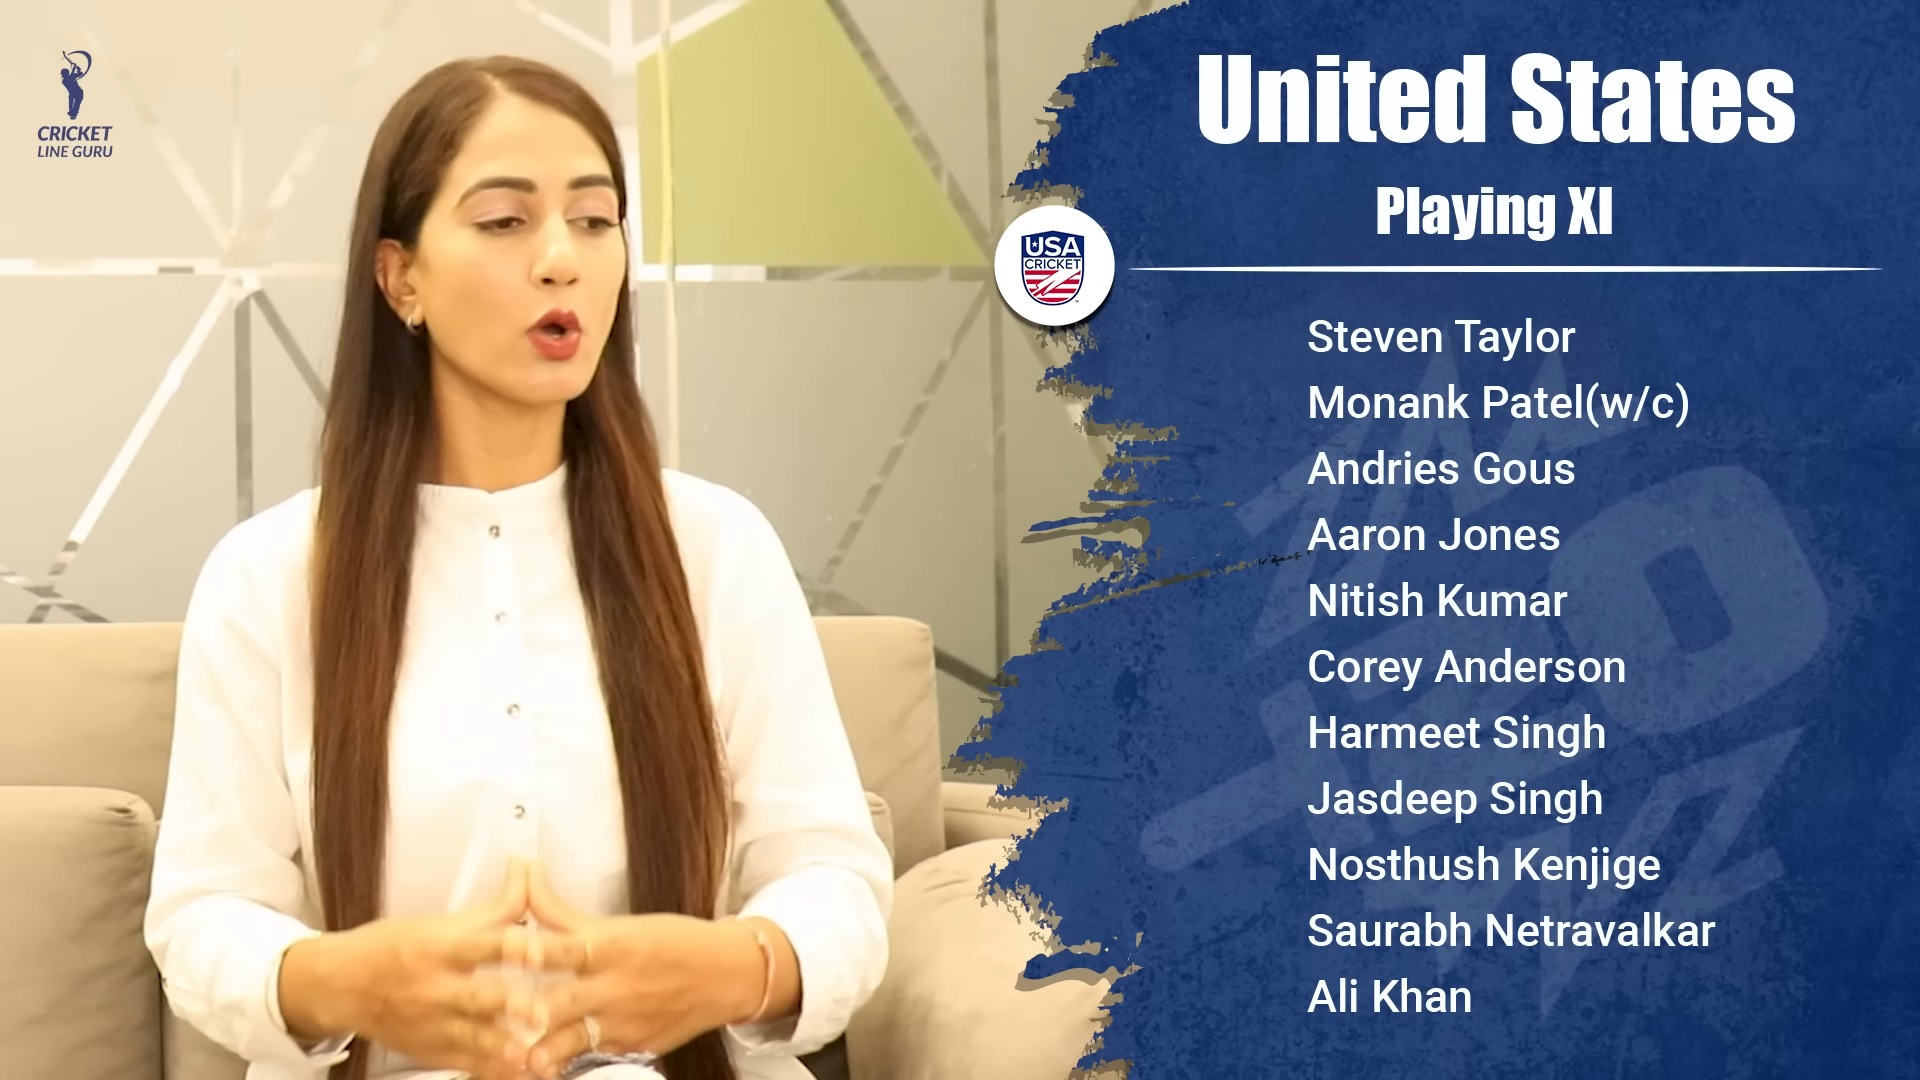 CRICKET
LINE GURU
United States
Playing XI
USA
CRICKET
Steven Taylor
Monank Patel(w/c)
Andries Gous
Aaron Jones
Nitish Kumar
Corey Anderson
Harmeet Singh
Jasdeep Singh
Nosthush Kenjige
Saurabh Netravalkar
Ali Khan